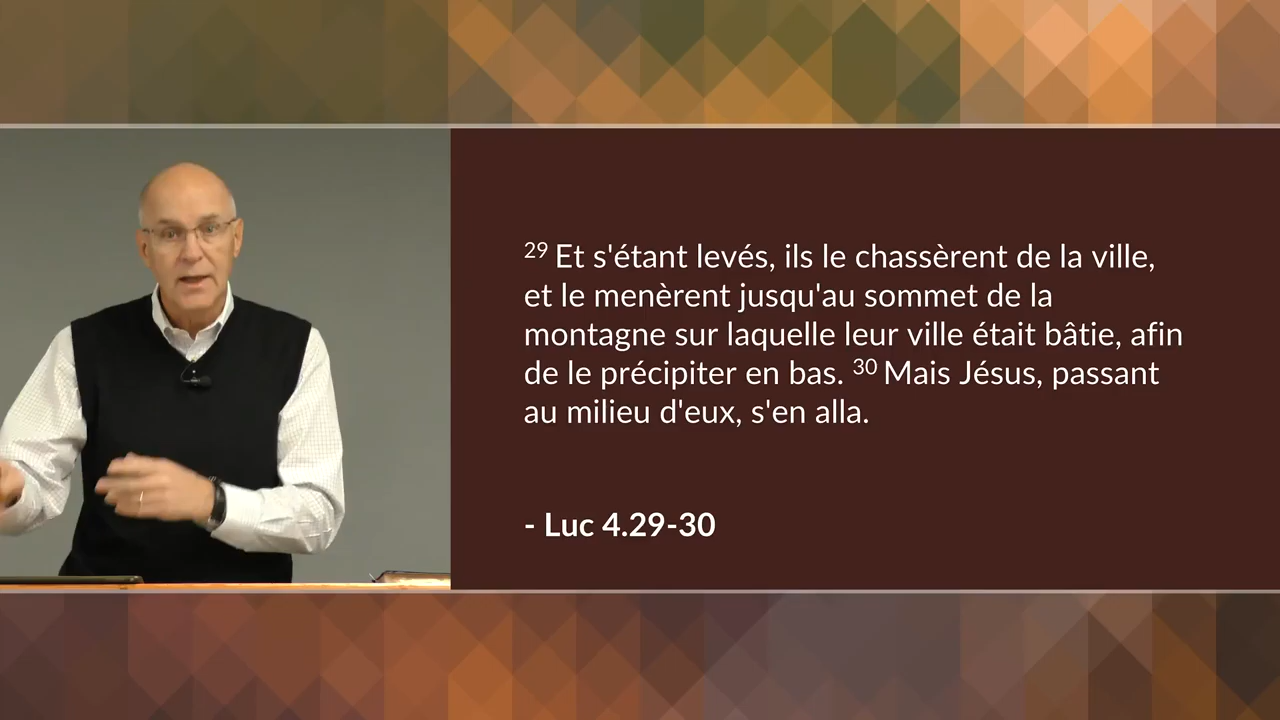 29 Et s'étant levés, ils le chassèrent de la ville,
et le menèrent jusqu'au sommet de la
montagne sur laquelle leur ville était bâtie, afin
de le précipiter en bas. 30 Mais Jésus, passant
au milieu d'eux, s'en alla.
- Luc 4.29-30